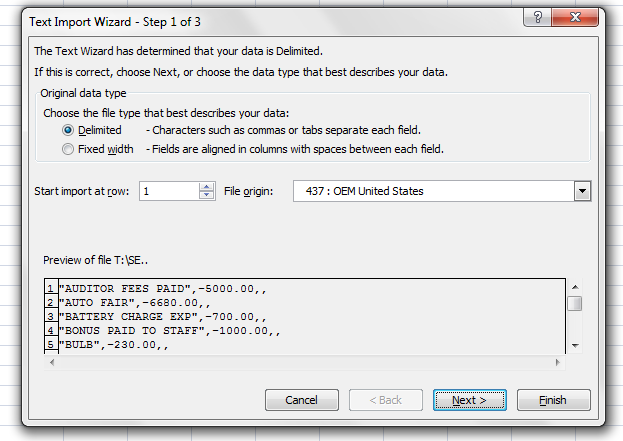 Text Import Wizard - Step 1 of 3
The Text Wizard has determined that your data is Delimited.
If this is correct, choose Next, or choose the data type that best describes your data.
Original data type
Choose the file type that best describes your data:
Delimited - Characters such as commas or tabs separate each field.
Fixed width - Fields are aligned in columns with spaces between each field.
Start import at row: 1 File origin: 437 : OEM United States
Preview of file T:\SE..
1 "AUDITOR FEES PAID",-5000.00,,
2 "AUTO FAIR",-6680.00,,
3 "BATTERY CHARGE EXP",-700.00,,
4 "BONUS PAID TO STAFF",-1000.00,,
5 "BULB",-230.00,,
Cancel < Back Next > Finish